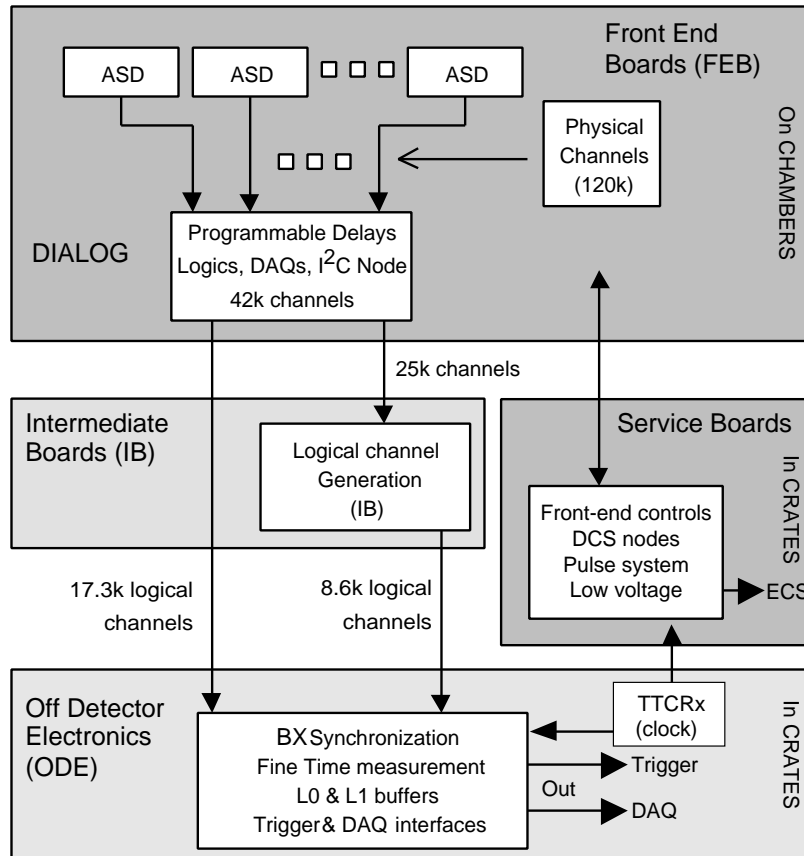 Front End
Boards (FEB)
ASD
ASD
ASD
On CHAMBERS
Physical
Channels
(120k)
DIALOG
Programmable Delays
Logics, DAQs, I²C Node
42k channels
25k channels
Intermediate
Boards (IB)
Logical channel
Generation
(IB)
Service Boards
In CRATES
Front-end controls
DCS nodes
Pulse system
Low voltage
ECS
17.3k logical
channels
8.6k logical
channels
Off Detector
Electronics
(ODE)
BX Synchronization
Fine Time measurement
L0 & L1 buffers
Trigger & DAQ interfaces
TTCRx
(clock)
Out
Trigger
DAQ
In CRATES